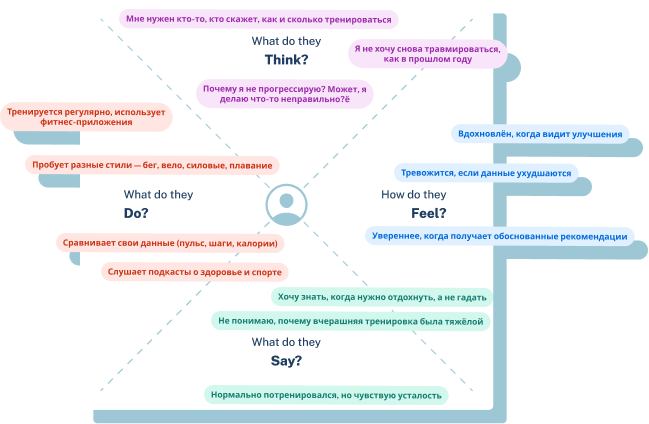 Мне нужен кто-то, кто скажет, как и сколько тренироваться
What do they
Think?
Я не хочу снова травмироваться,
как в прошлом году
Почему я не прогрессирую? Может, я
делаю что-то неправильно?ё
Тренируется регулярно, использует
фитнес-приложения
Пробует разные стили — бег, вело, силовые, плавание
What do they
Do?
Сравнивает свои данные (пульс, шаги, калории)
Слушает подкасты о здоровье и спорте
Вдохновлён, когда видит улучшения
Тревожится, если данные ухудшаются
How do they
Feel?
Увереннее, когда получает обоснованные рекомендации
Хочу знать, когда нужно отдохнуть, а не гадать
Не понимаю, почему вчерашняя тренировка была тяжёлой
What do they
Say?
Нормально потренировался, но чувствую усталость